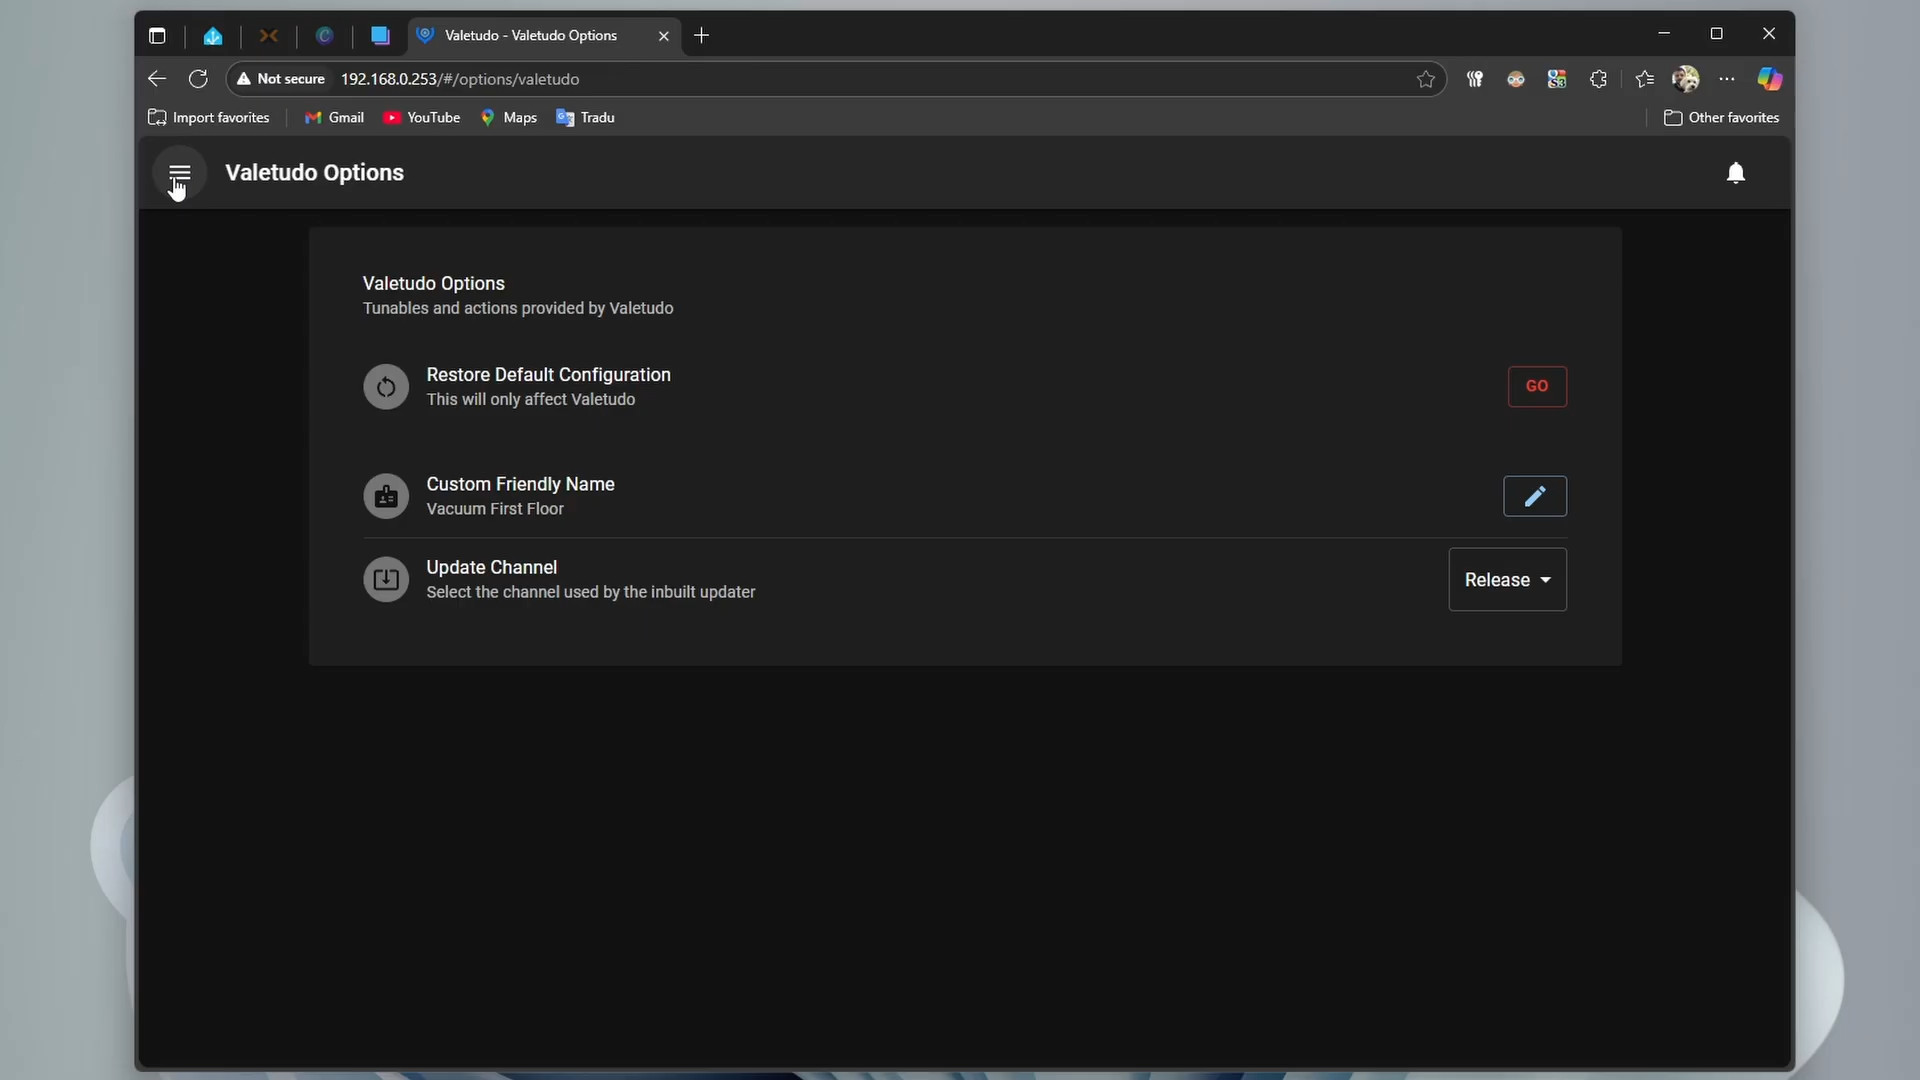 Valetudo - Valetudo Options
Not secure 192.168.0.253/#/options/valetudo
Import favorites Gmail YouTube Maps Tradu Other favorites
Valetudo Options
Valetudo Options
Tunables and actions provided by Valetudo
Restore Default Configuration
This will only affect Valetudo
GO
Custom Friendly Name
Vacuum First Floor
Update Channel
Select the channel used by the inbuilt updater
Release